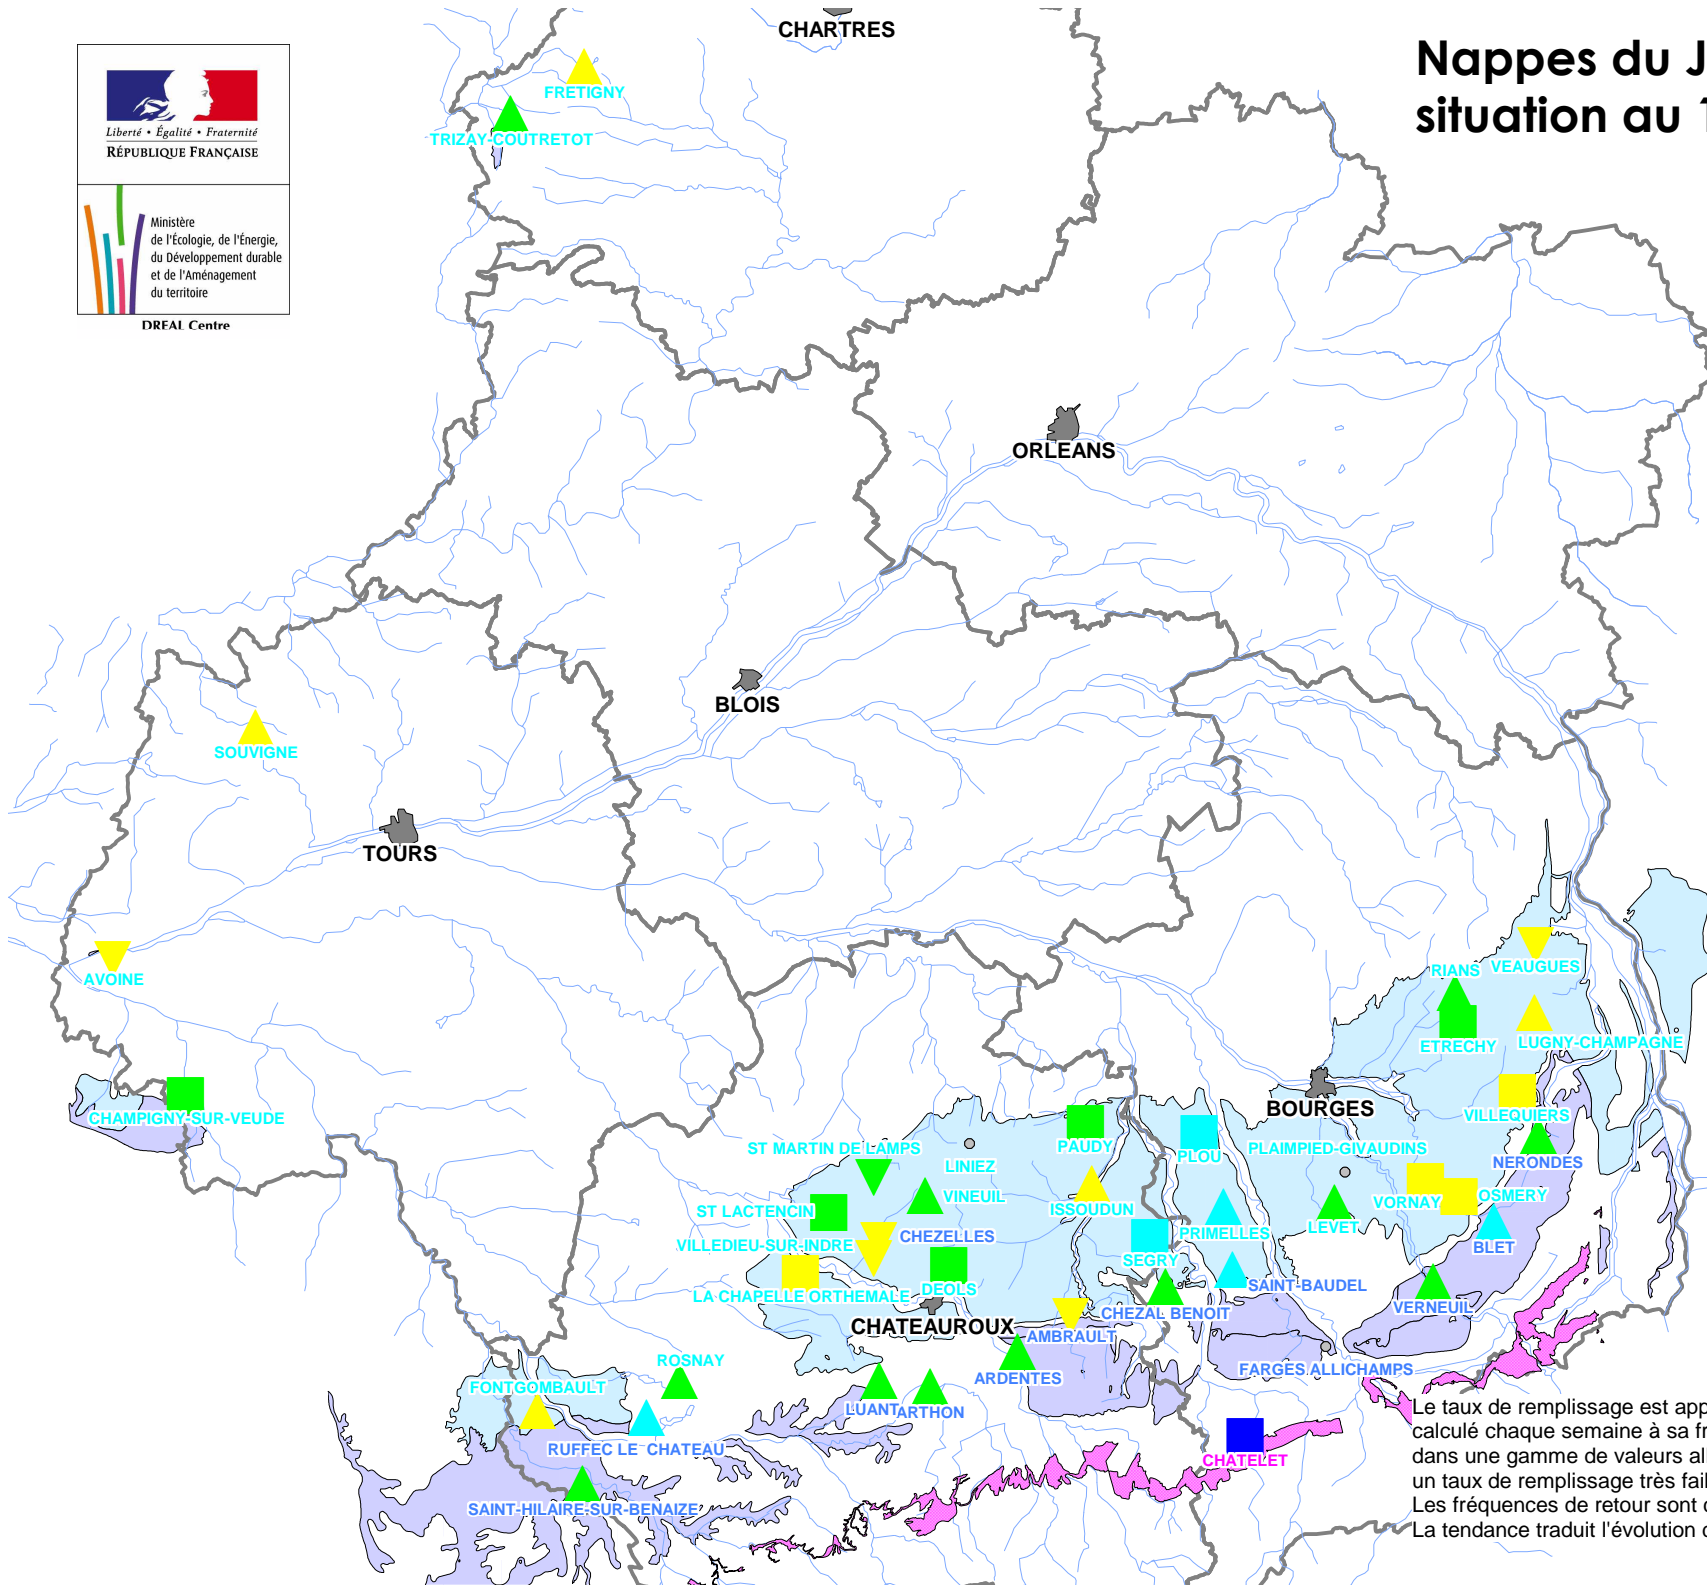 CHARTRES
Nappes du J
situation au 1
FRETIGNY
TRIZAY-COUTRETOT
Liberté • Égalité • Fraternité
RÉPUBLIQUE FRANÇAISE
Ministère
de l'Écologie, de l'Énergie,
du Développement durable
et de l'Aménagement
du territoire
DREAL Centre
ORLEANS
BLOIS
SOUVIGNE
TOURS
AVOINE
RIANS
VEAUGUES
ETRECHY
LUGNY-CHAMPAGNE
CHAMPIGNY-SUR-VEUDE
BOURGES
VILLEQUIERS
ST MARTIN DE LAMPS
LINIEZ
PAUDY
PLOU
PLAIMPIED-GIVAUDINS
NERONDES
VINEUIL
ISSOUDUN
VORNAY
OSMERY
ST LACTENCIN
CHEZELLES
PRIMELLES
LEVET
BLET
VILLEDIEU-SUR-INDRE
SEGRY
LA CHAPELLE ORTHEMALE
DEOLS
SAINT-BAUDEL
CHEZAL BENOIT
VERNEUIL
CHATEAUROUX
AMBRAULT
ROSNAY
ARDENTES
FARGES ALLICHAMPS
FONTGOMBAULT
LUANT
ARTHON
RUFFEC LE CHATEAU
CHATELET
SAINT-HILAIRE-SUR-BENAIZE
Le taux de remplissage est app
calculé chaque semaine à sa fr
dans une gamme de valeurs all
un taux de remplissage très fail
Les fréquences de retour sont c
La tendance traduit l'évolution d